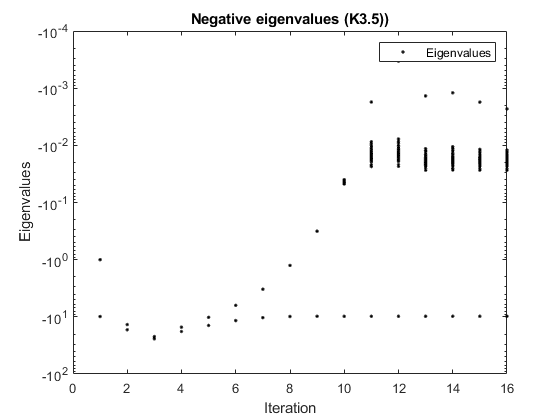 Negative eigenvalues (K3.5))
Eigenvalues
-10^-4
-10^-3
-10^-2
-10^-1
-10^0
-10^1
-10^2
Eigenvalues
0 2 4 6 8 10 12 14 16
Iteration